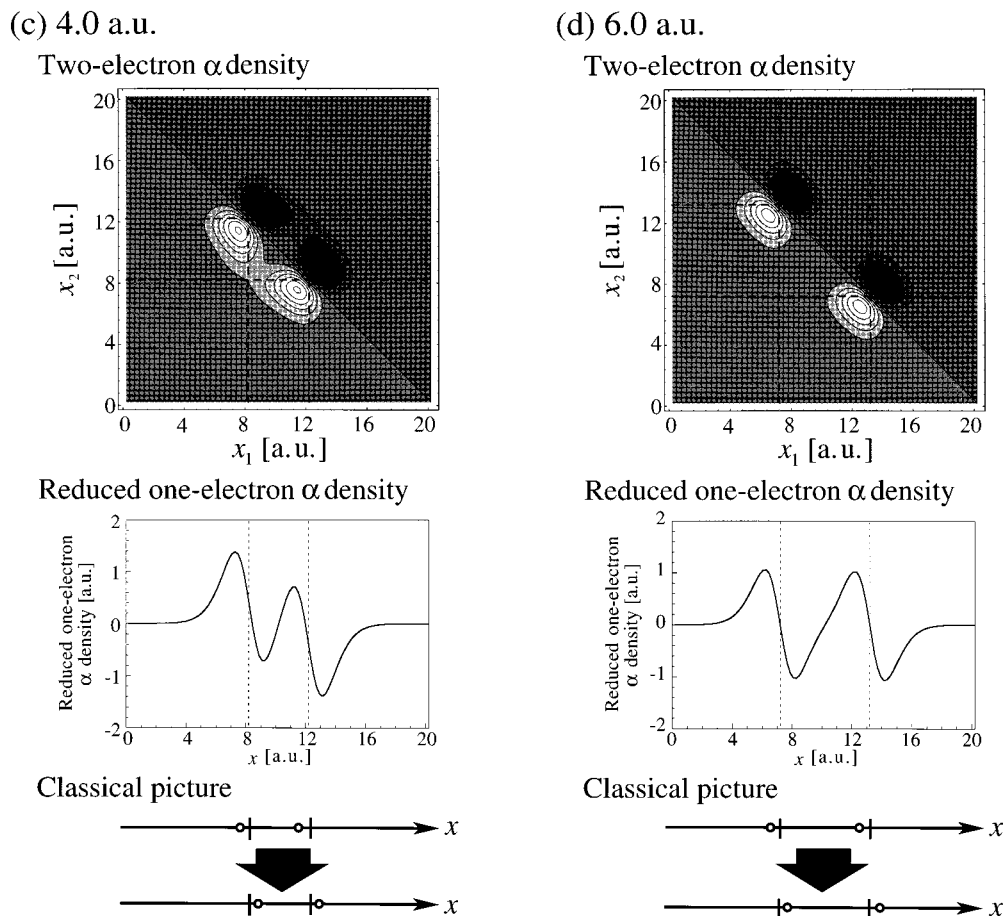 (c) 4.0 a.u.
Two-electron α density
20
16
12
8
4
0
x₂ [a.u.]
0 4 8 12 16 20
x₁ [a.u.]
Reduced one-electron α density
2
1
0
-1
-2
Reduced one-electron
α density [a.u.]
0 4 8 12 16 20
x [a.u.]
Classical picture
x
x
(d) 6.0 a.u.
Two-electron α density
20
16
12
8
4
0
x₂ [a.u.]
0 4 8 12 16 20
x₁ [a.u.]
Reduced one-electron α density
2
1
0
-1
-2
Reduced one-electron
α density [a.u.]
0 4 8 12 16 20
x [a.u.]
Classical picture
x
x